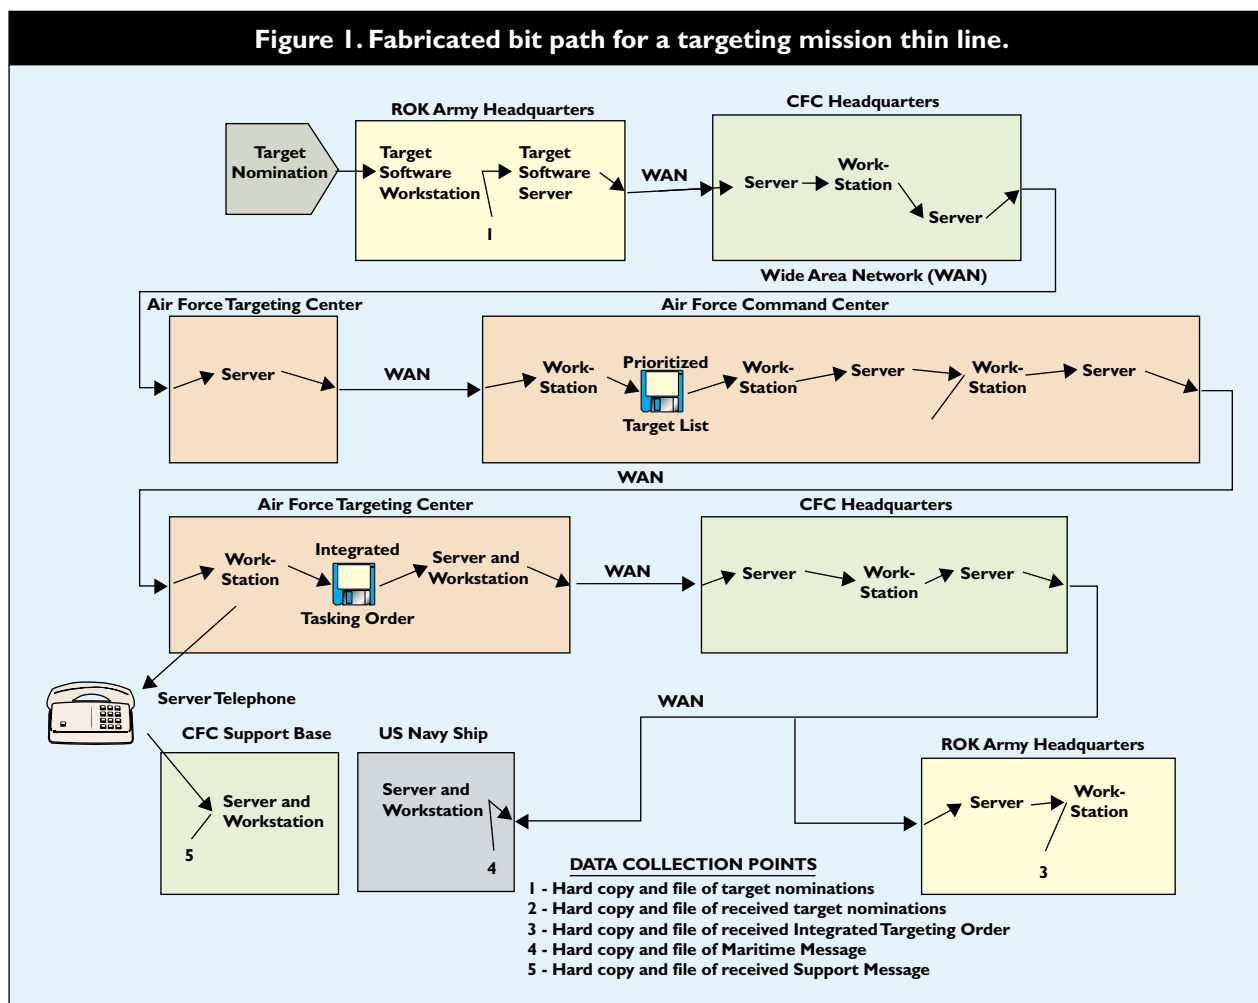 Figure 1. Fabricated bit path for a targeting mission thin line.
ROK Army Headquarters
CFC Headquarters
Target
Nomination
Target
Software
Workstation
Target
Software
Server
1
WAN
Server
Work-
Station
Server
Wide Area Network (WAN)
Air Force Targeting Center
Air Force Command Center
Server
WAN
Work-
Station
Prioritized
Target List
Work-
Station
Server
Work-
Station
Server
WAN
Air Force Targeting Center
CFC Headquarters
Work-
Station
Integrated
Tasking Order
Server and
Workstation
WAN
Server
Work-
Station
Server
Server Telephone
WAN
CFC Support Base
US Navy Ship
ROK Army Headquarters
Server and
Workstation
5
Server and
Workstation
4
Server
Work-
Station
3
DATA COLLECTION POINTS
1 - Hard copy and file of target nominations
2 - Hard copy and file of received target nominations
3 - Hard copy and file of received Integrated Targeting Order
4 - Hard copy and file of Maritime Message
5 - Hard copy and file of received Support Message